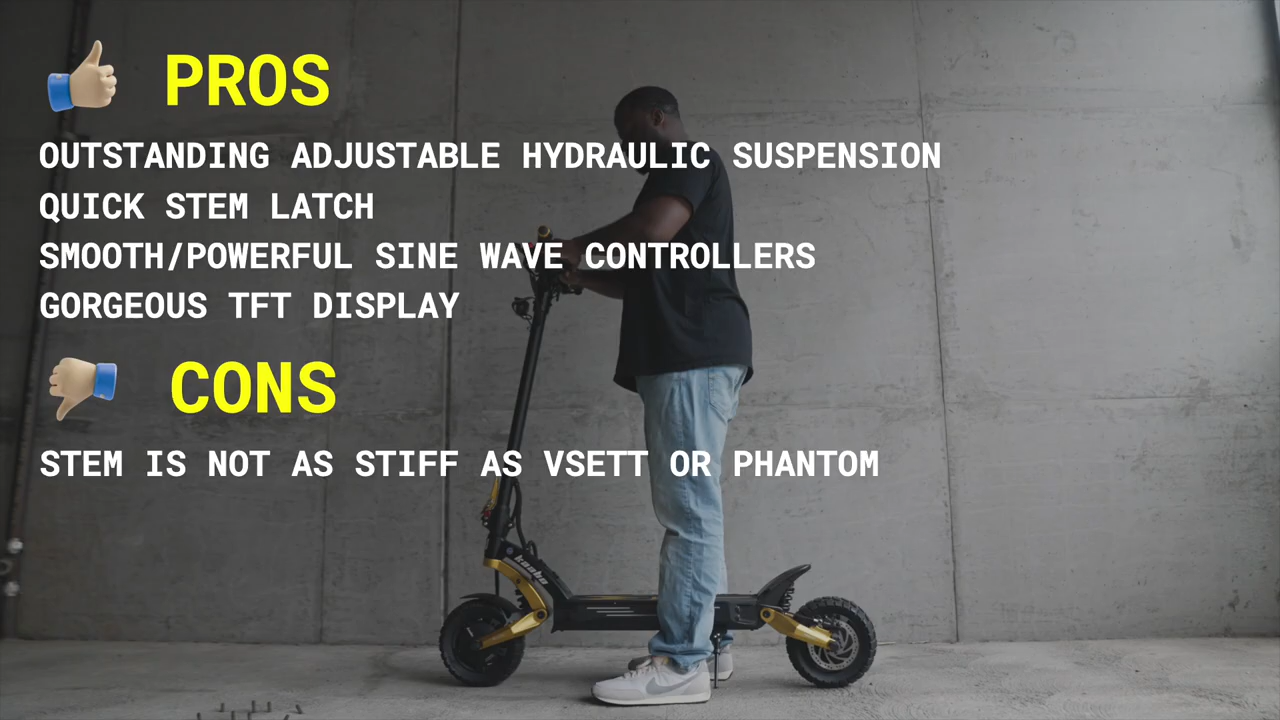 PROS
OUTSTANDING ADJUSTABLE HYDRAULIC SUSPENSION
QUICK STEM LATCH
SMOOTH/POWERFUL SINE WAVE CONTROLLERS
GORGEOUS TFT DISPLAY
CONS
STEM IS NOT AS STIFF AS VSETT OR PHANTOM
kaabo